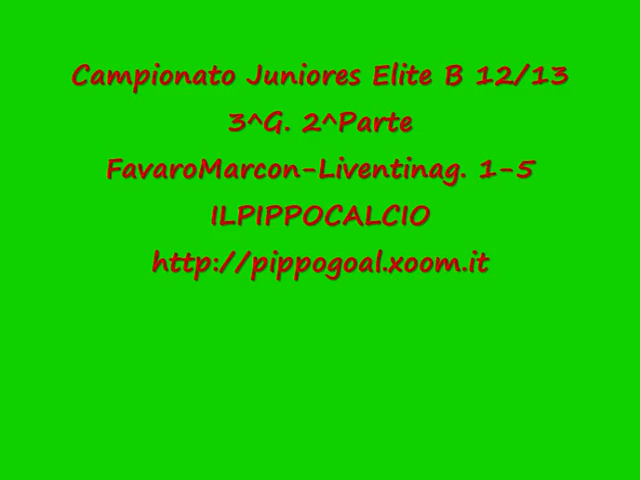 Campionato Juniores Elite B 12/13
3^G. 2^Parte
FavaroMarcon-Liventinag. 1-5
ILPIPPOCALCIO
http://pippogoal.xoom.it